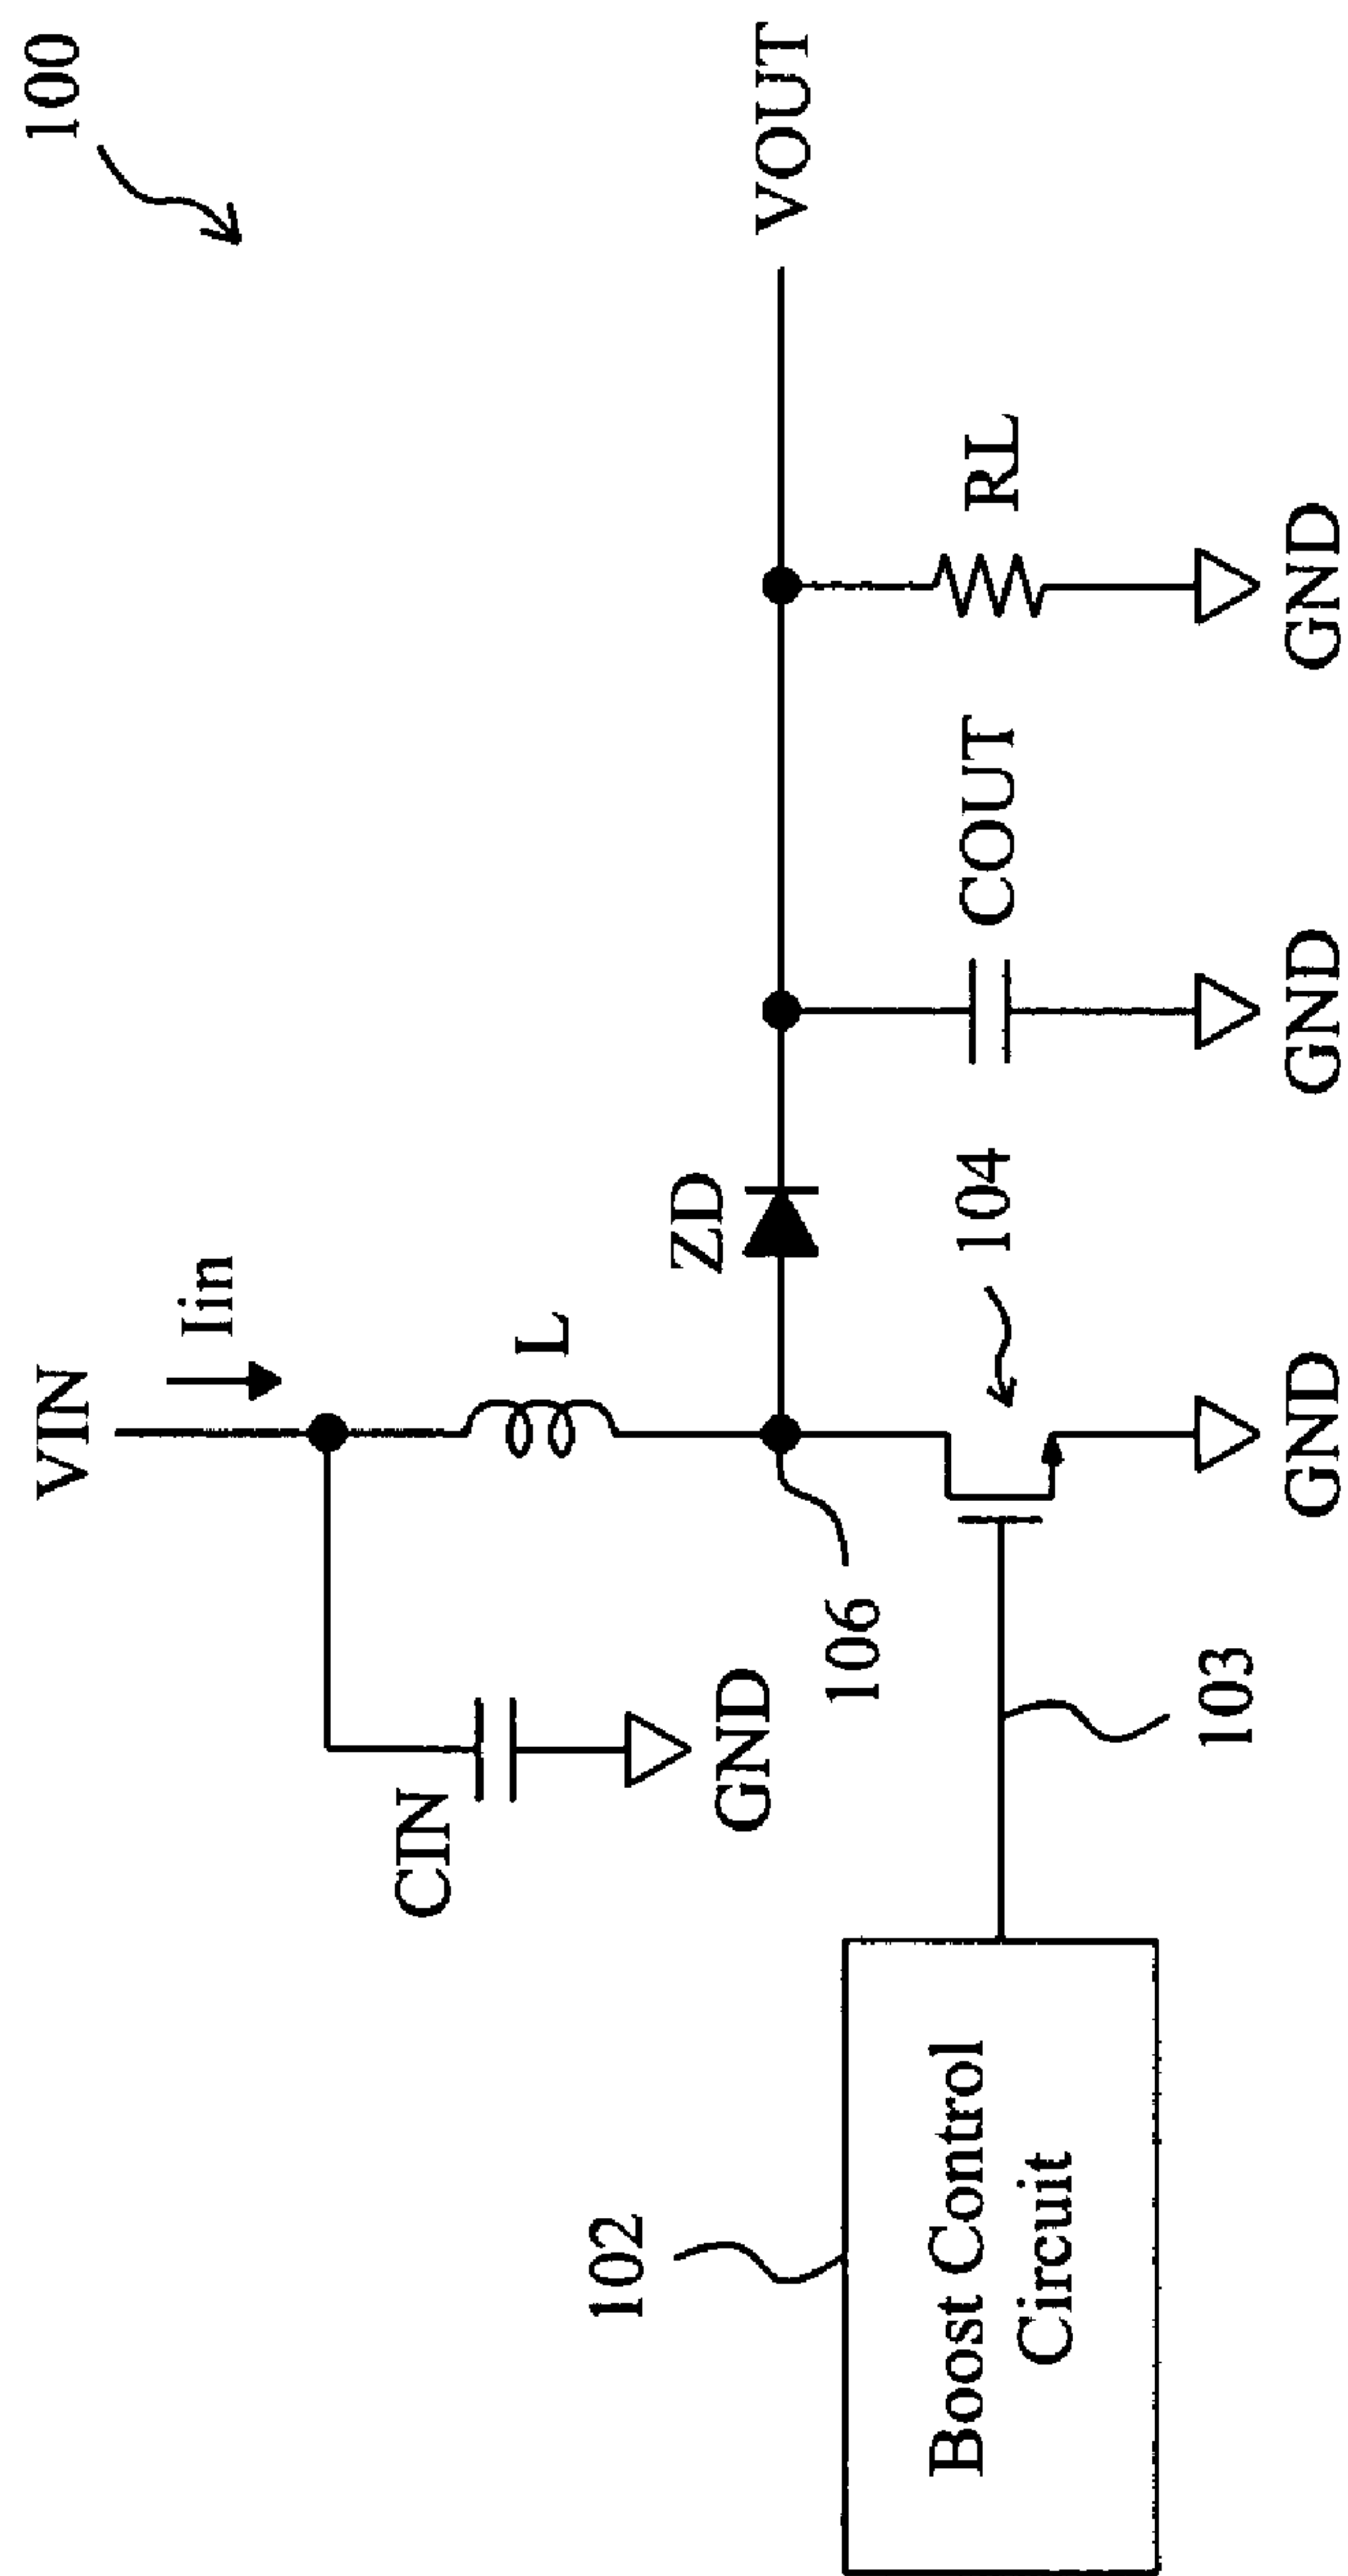 100
VIN
Iin
CIN
L
GND
ZD
VOUT
106
102
Boost Control
Circuit
103
104
COUT
RL
GND
GND
GND